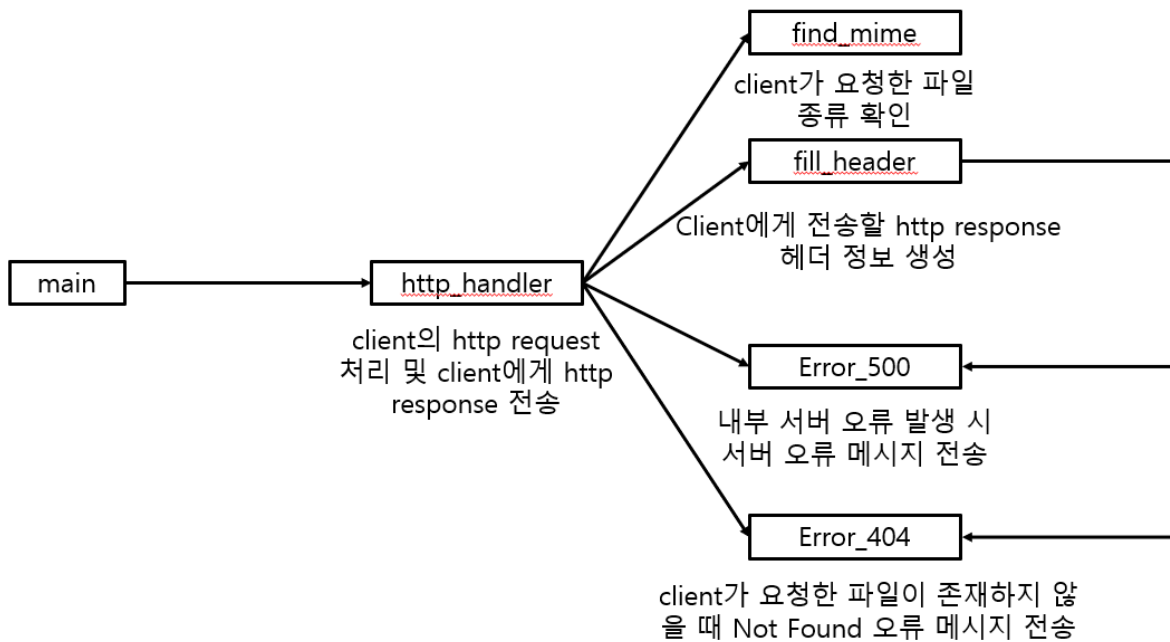 find_mime
client가 요청한 파일
종류 확인
fill_header
Client에게 전송할 http response
헤더 정보 생성
main
http_handler
client의 http request
처리 및 client에게 http
response 전송
Error_500
내부 서버 오류 발생 시
서버 오류 메시지 전송
Error_404
client가 요청한 파일이 존재하지 않
을 때 Not Found 오류 메시지 전송